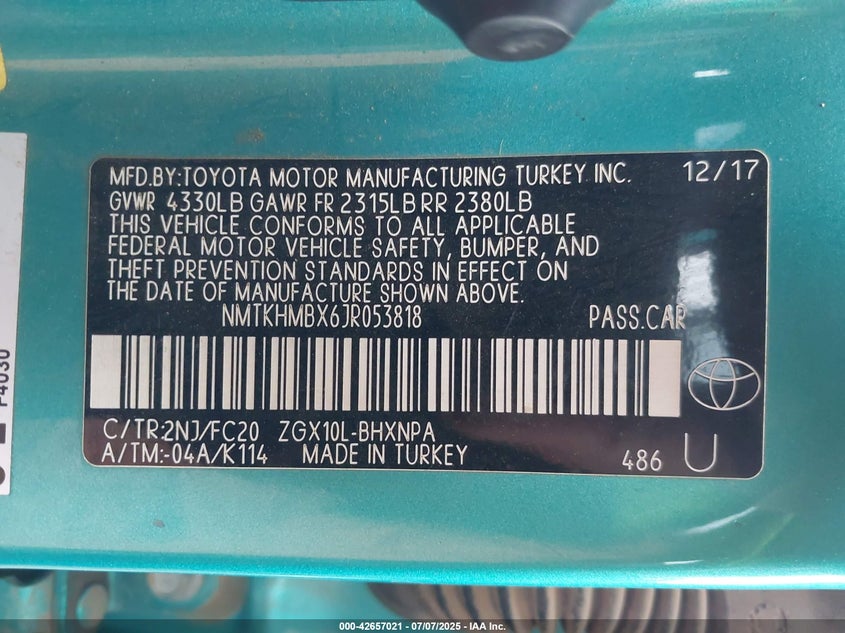 MFD.BY:TOYOTA MOTOR MANUFACTURING TURKEY INC. 12/17
GVWR 4330LB GAWR FR 2315LB RR 2380LB
THIS VEHICLE CONFORMS TO ALL APPLICABLE
FEDERAL MOTOR VEHICLE SAFETY, BUMPER, AND
THEFT PREVENTION STANDARDS IN EFFECT ON
THE DATE OF MANUFACTURE SHOWN ABOVE.
NMTKHMBX6JR053818 PASS.CAR
C/TR:2NJ/FC20 ZGX10L-BHXNPA
A/TM:-04A/K114 MADE IN TURKEY 486 U
P4030
000-42657021 - 07/07/2025 - IAA Inc.